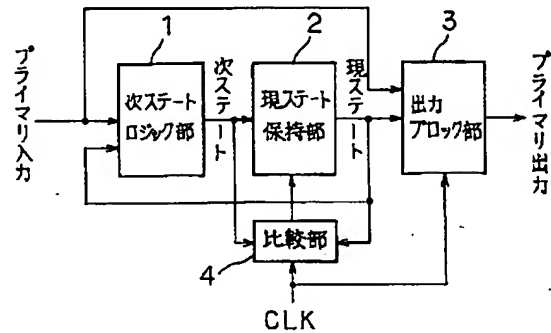 プライマリ入力
1
次ステート
ロジック部
次ステート
2
現ステート
保持部
現ステート
3
出力
ブロック部
プライマリ出力
比較部
4
CLK